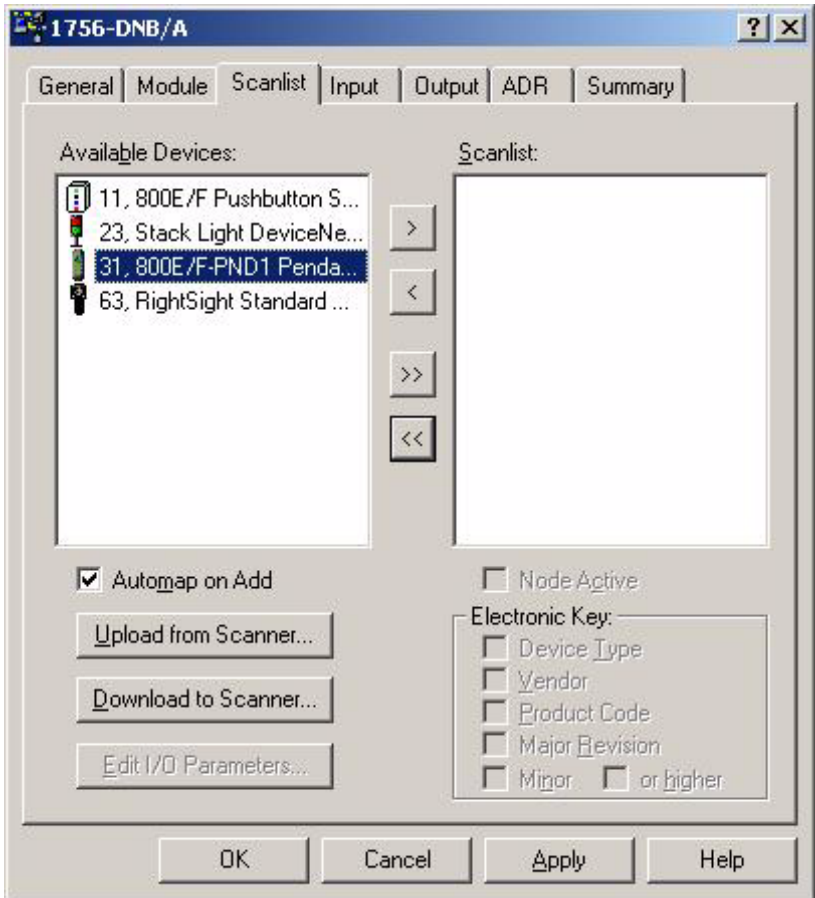 1756-DNB/A
General Module Scanlist Input Output ADR Summary
Available Devices:
Scanlist:
11, 800E/F Pushbutton S...
23, Stack Light DeviceNe...
31, 800E/F-PND1 Penda...
63, RightSight Standard ...
>
<
>>
<<
Automap on Add
Upload from Scanner...
Download to Scanner...
Edit I/O Parameters...
Node Active
Electronic Key:
Device Type
Vendor
Product Code
Major Revision
Minor or higher
OK Cancel Apply Help